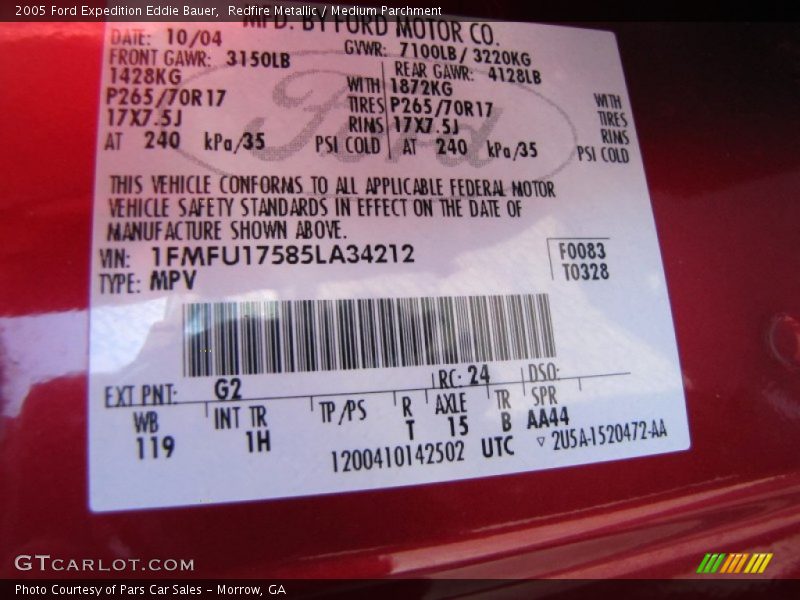 2005 Ford Expedition Eddie Bauer, Redfire Metallic / Medium Parchment
MFD. BY FORD MOTOR CO.
DATE: 10/04 GVWR: 7100LB / 3220KG
FRONT GAWR: 3150LB REAR GAWR: 4128LB
1428KG WITH 1872KG WITH
P265/70R17 TIRES P265/70R17 TIRES
17X7.5J RIMS 17X7.5J RIMS
AT 240 kPa/35 PSI COLD AT 240 kPa/35 PSI COLD
Ford
THIS VEHICLE CONFORMS TO ALL APPLICABLE FEDERAL MOTOR
VEHICLE SAFETY STANDARDS IN EFFECT ON THE DATE OF
MANUFACTURE SHOWN ABOVE.
VIN: 1FMFU17585LA34212 F0083
TYPE: MPV T0328
EXT PNT: G2 RC: 24 DSO:
WB INT TR TP/PS R AXLE TR SPR
119 1H T 15 B AA44
1200410142502 UTC ▽ 2U5A-1520472-AA
GTCARLOT.COM
Photo Courtesy of Pars Car Sales - Morrow, GA